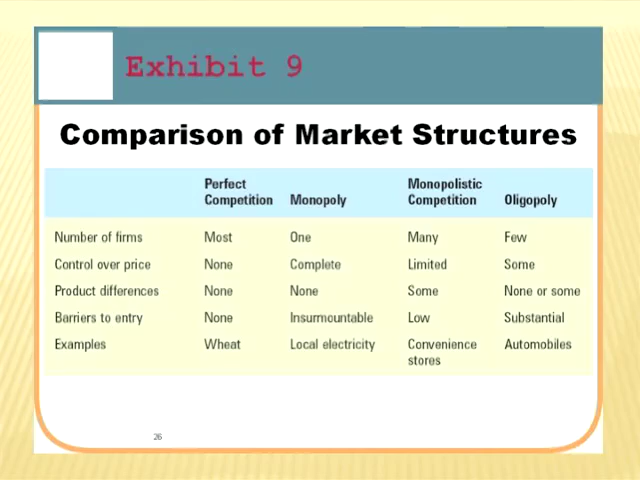 Exhibit 9
Comparison of Market Structures
Perfect Competition Monopoly Monopolistic Competition Oligopoly
Number of firms Most One Many Few
Control over price None Complete Limited Some
Product differences None None Some None or some
Barriers to entry None Insurmountable Low Substantial
Examples Wheat Local electricity Convenience stores Automobiles
26